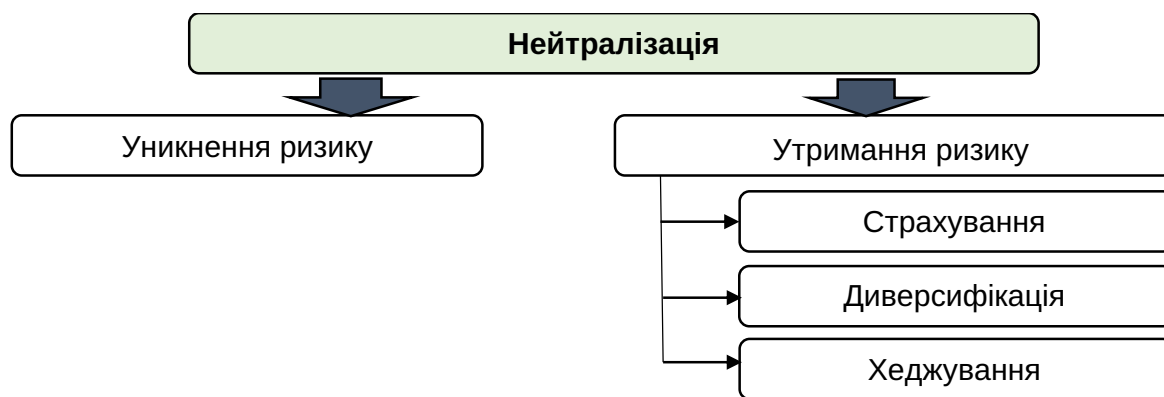 Нейтралізація
Уникнення ризику
Утримання ризику
Страхування
Диверсифікація
Хеджування